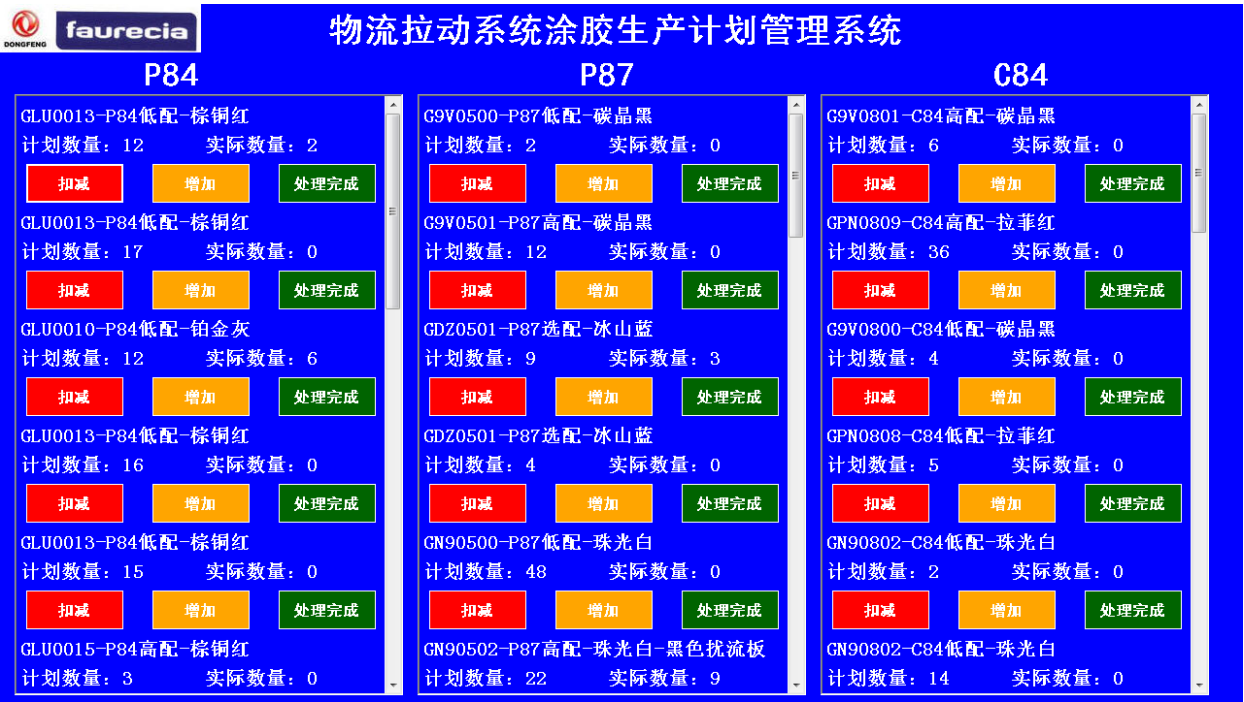 DONGFENG
faurecia
物流拉动系统涂胶生产计划管理系统
P84
GLU0013-P84低配-棕铜红
计划数量：12 实际数量：2
扣减 增加 处理完成
GLU0013-P84低配-棕铜红
计划数量：17 实际数量：0
扣减 增加 处理完成
GLU0010-P84低配-铂金灰
计划数量：12 实际数量：6
扣减 增加 处理完成
GLU0013-P84低配-棕铜红
计划数量：16 实际数量：0
扣减 增加 处理完成
GLU0013-P84低配-棕铜红
计划数量：15 实际数量：0
扣减 增加 处理完成
GLU0015-P84高配-棕铜红
计划数量：3 实际数量：0
P87
G9V0500-P87低配-碳晶黑
计划数量：2 实际数量：0
扣减 增加 处理完成
G9V0501-P87高配-碳晶黑
计划数量：12 实际数量：0
扣减 增加 处理完成
GDZ0501-P87选配-冰山蓝
计划数量：9 实际数量：3
扣减 增加 处理完成
GDZ0501-P87选配-冰山蓝
计划数量：4 实际数量：0
扣减 增加 处理完成
GN90500-P87低配-珠光白
计划数量：48 实际数量：0
扣减 增加 处理完成
GN90502-P87高配-珠光白-黑色扰流板
计划数量：22 实际数量：9
C84
G9V0801-C84高配-碳晶黑
计划数量：6 实际数量：0
扣减 增加 处理完成
GPN0809-C84高配-拉菲红
计划数量：36 实际数量：0
扣减 增加 处理完成
G9V0800-C84低配-碳晶黑
计划数量：4 实际数量：0
扣减 增加 处理完成
GPN0808-C84低配-拉菲红
计划数量：5 实际数量：0
扣减 增加 处理完成
GN90802-C84低配-珠光白
计划数量：2 实际数量：0
扣减 增加 处理完成
GN90802-C84低配-珠光白
计划数量：14 实际数量：0